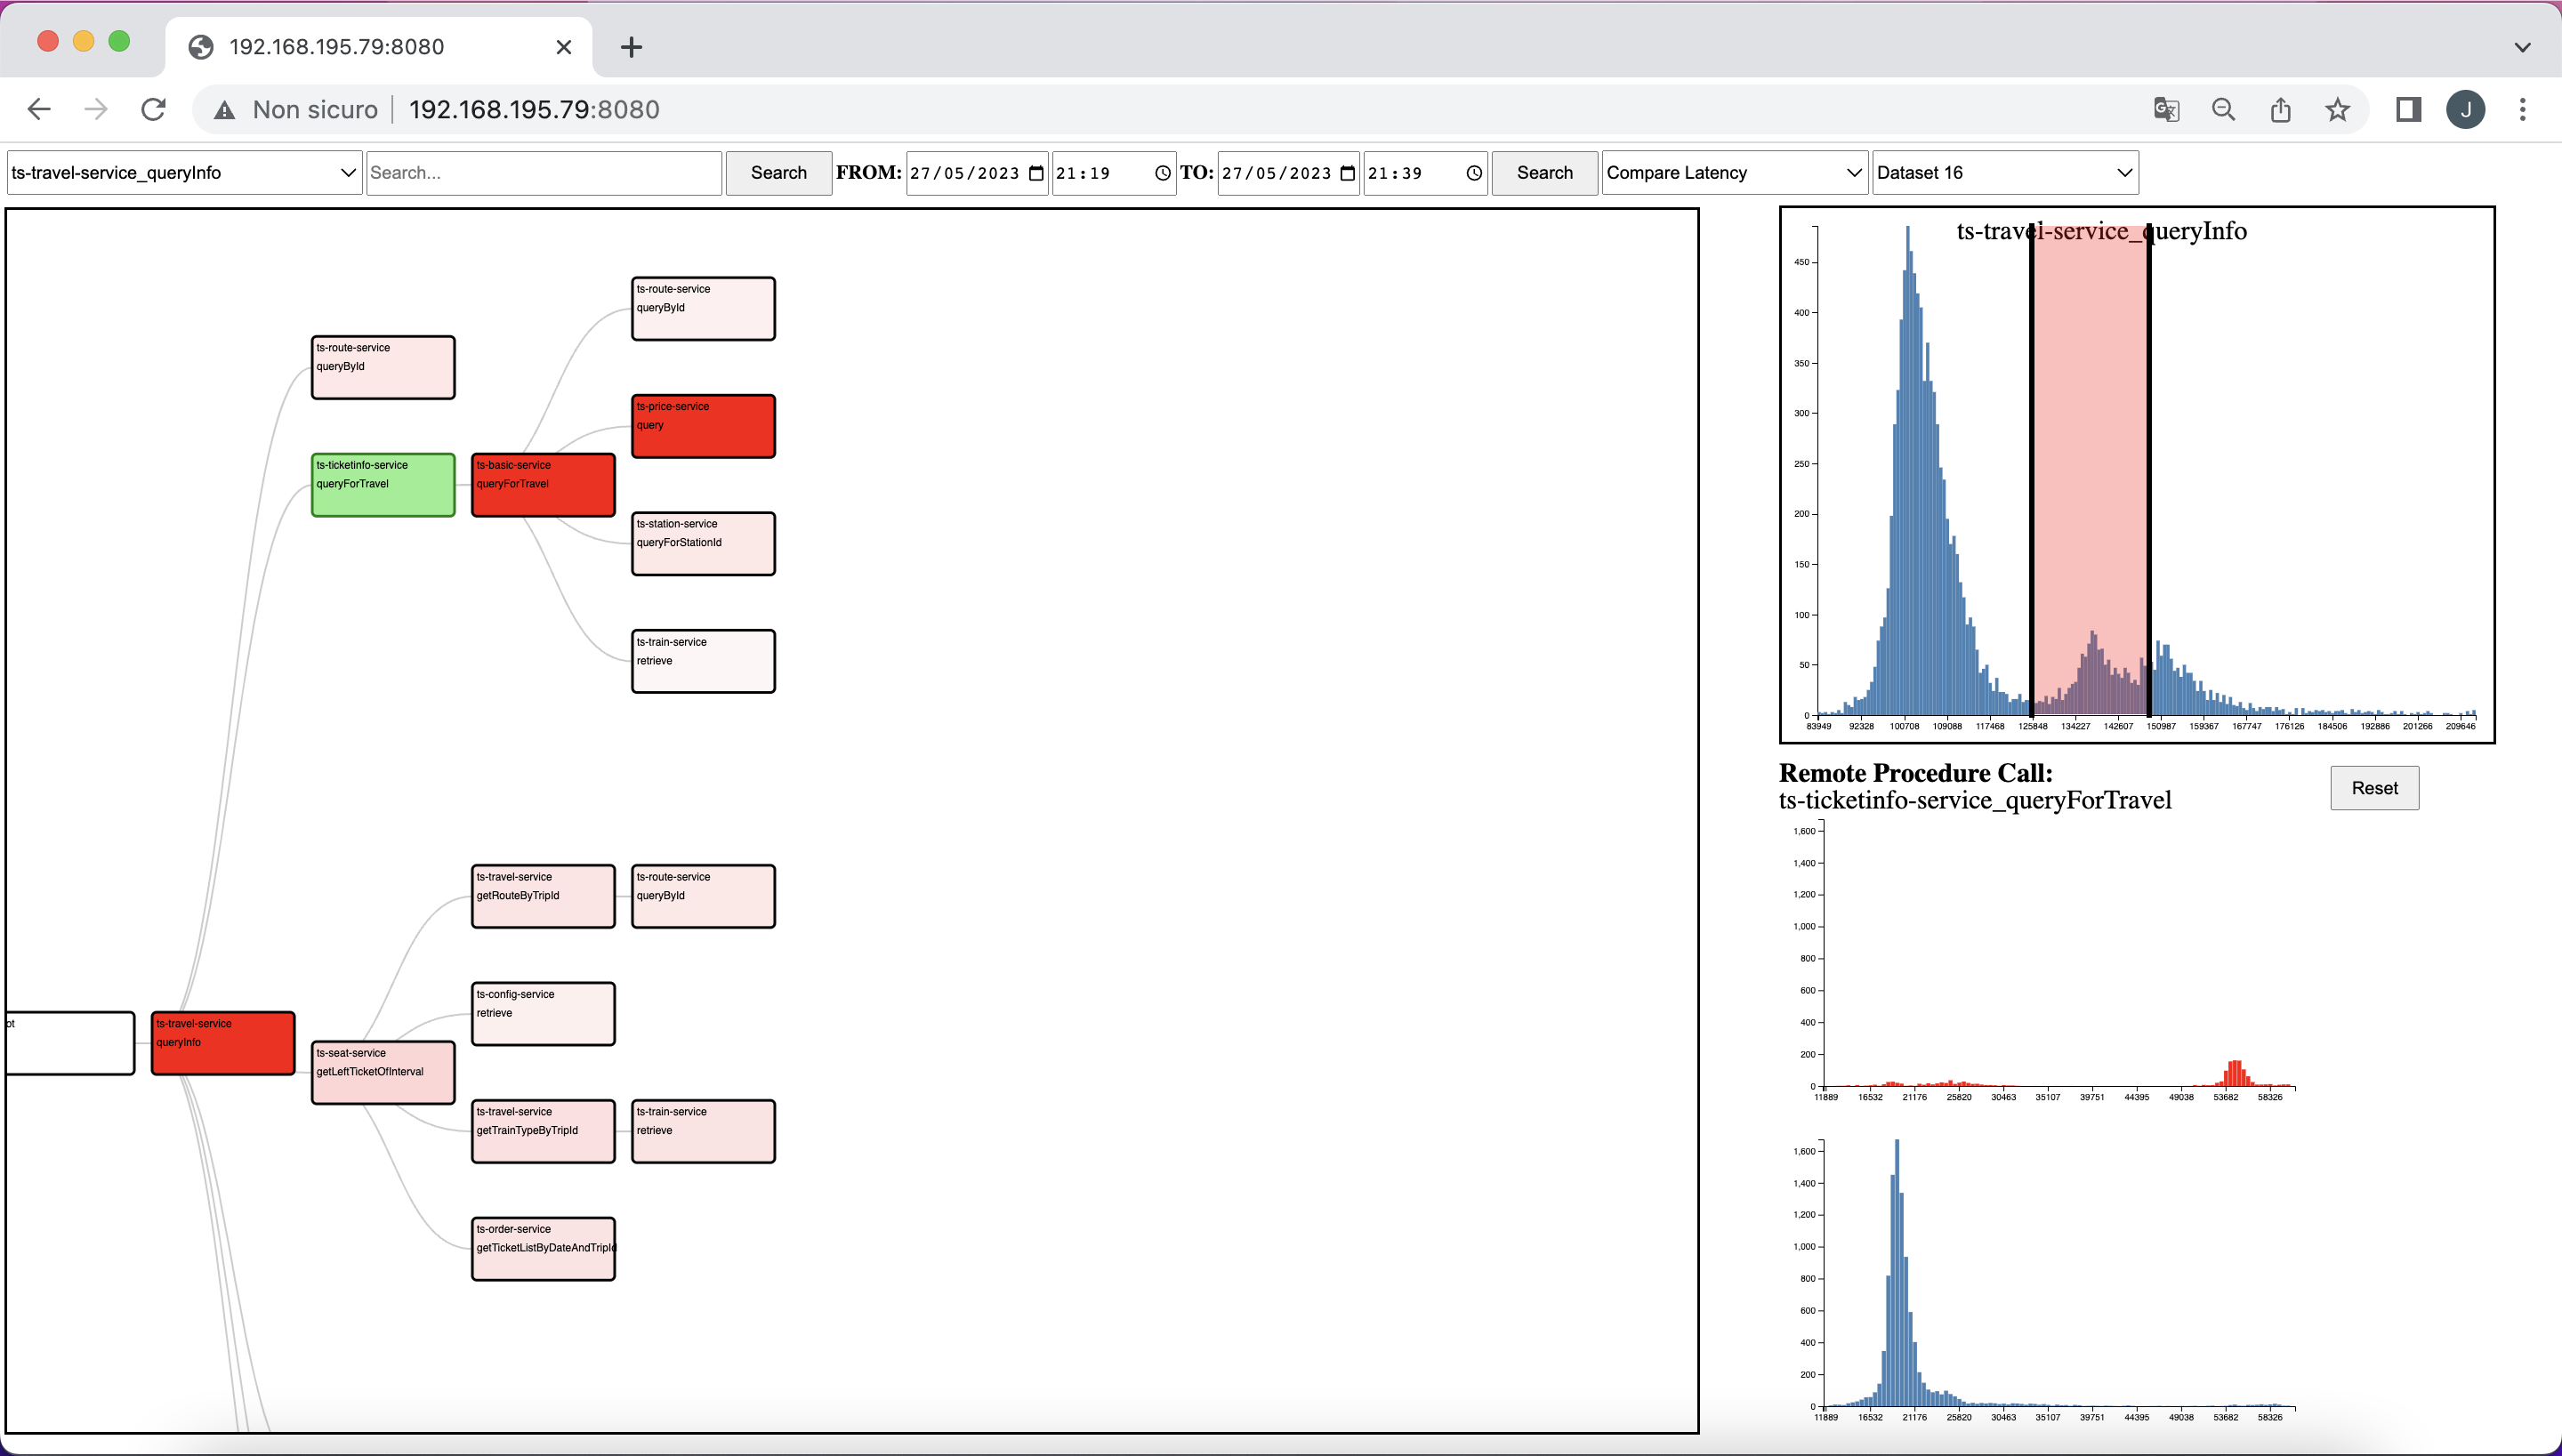 192.168.195.79:8080
Non sicuro 192.168.195.79:8080
J
ts-travel-service_queryInfo Search... Search FROM: 27/05/2023 21:19 TO: 27/05/2023 21:39 Search Compare Latency Dataset 16
ts-route-service
queryById
ts-route-service
queryById
ts-price-service
query
ts-ticketinfo-service
queryForTravel
ts-basic-service
queryForTravel
ts-station-service
queryForStationId
ts-train-service
retrieve
ts-travel-service
getRouteByTripId
ts-route-service
queryById
ts-config-service
retrieve
ot
ts-travel-service
queryInfo
ts-seat-service
getLeftTicketOfInterval
ts-travel-service
getTrainTypeByTripId
ts-train-service
retrieve
ts-order-service
getTicketListByDateAndTripId
ts-travel-service_queryInfo
450
400
350
300
250
200
150
100
50
0
83949 92328 100708 109088 117468 125848 134227 142607 150987 159367 167747 176126 184506 192886 201266 209646
Remote Procedure Call:
ts-ticketinfo-service_queryForTravel
Reset
1,600
1,400
1,200
1,000
800
600
400
200
0
11889 16532 21176 25820 30463 35107 39751 44395 49038 53682 58326
1,600
1,400
1,200
1,000
800
600
400
200
0
11889 16532 21176 25820 30463 35107 39751 44395 49038 53682 58326